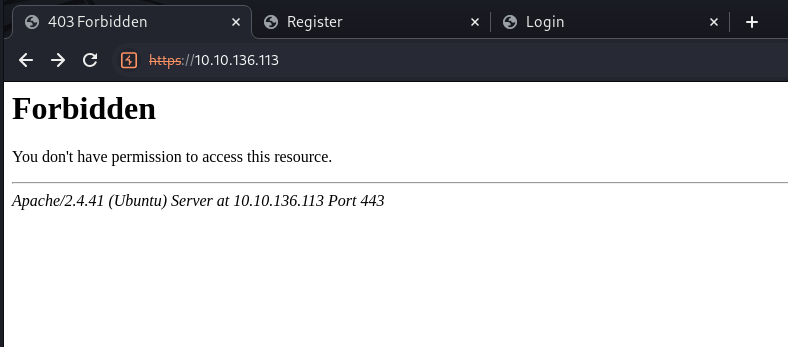 403 Forbidden
Register
Login
https://10.10.136.113
Forbidden
You don't have permission to access this resource.
Apache/2.4.41 (Ubuntu) Server at 10.10.136.113 Port 443